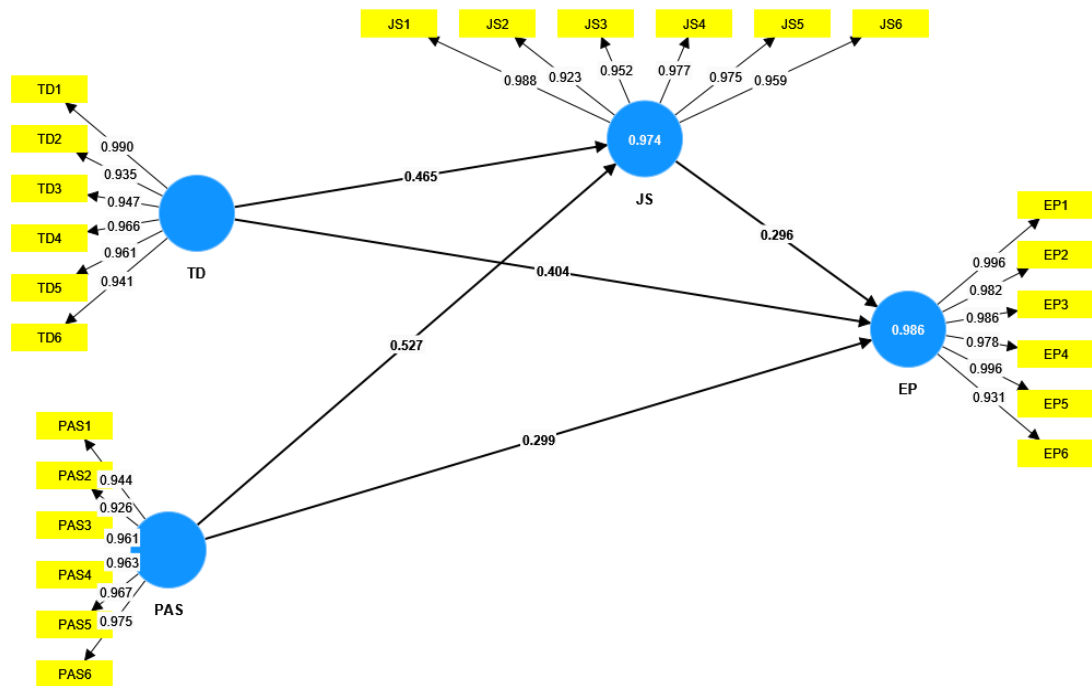 JS1
JS2
JS3
JS4
JS5
JS6
0.988
0.923
0.952
0.977
0.975
0.959
0.974
JS
TD1
TD2
TD3
TD4
TD5
TD6
0.990
0.935
0.947
0.966
0.961
0.941
TD
0.465
0.404
0.527
0.299
0.296
EP1
EP2
EP3
EP4
EP5
EP6
0.996
0.982
0.986
0.978
0.996
0.931
0.986
EP
PAS1
PAS2
PAS3
PAS4
PAS5
PAS6
0.944
0.926
0.961
0.963
0.967
0.975
PAS